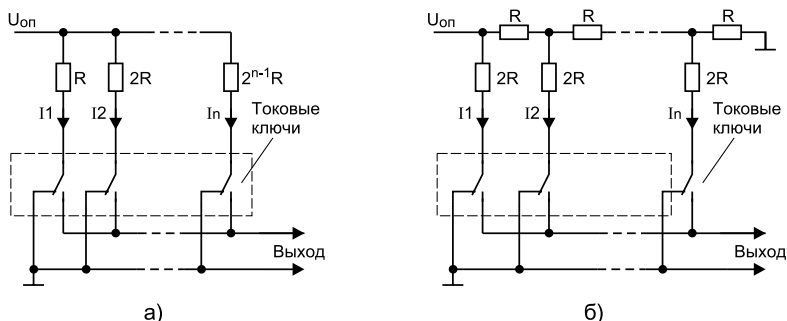 Uоп
R
2R
2ⁿ⁻¹R
I1
I2
In
Токовые
ключи
Выход
а)
Uоп
R
R
R
2R
2R
2R
I1
I2
In
Токовые
ключи
Выход
б)